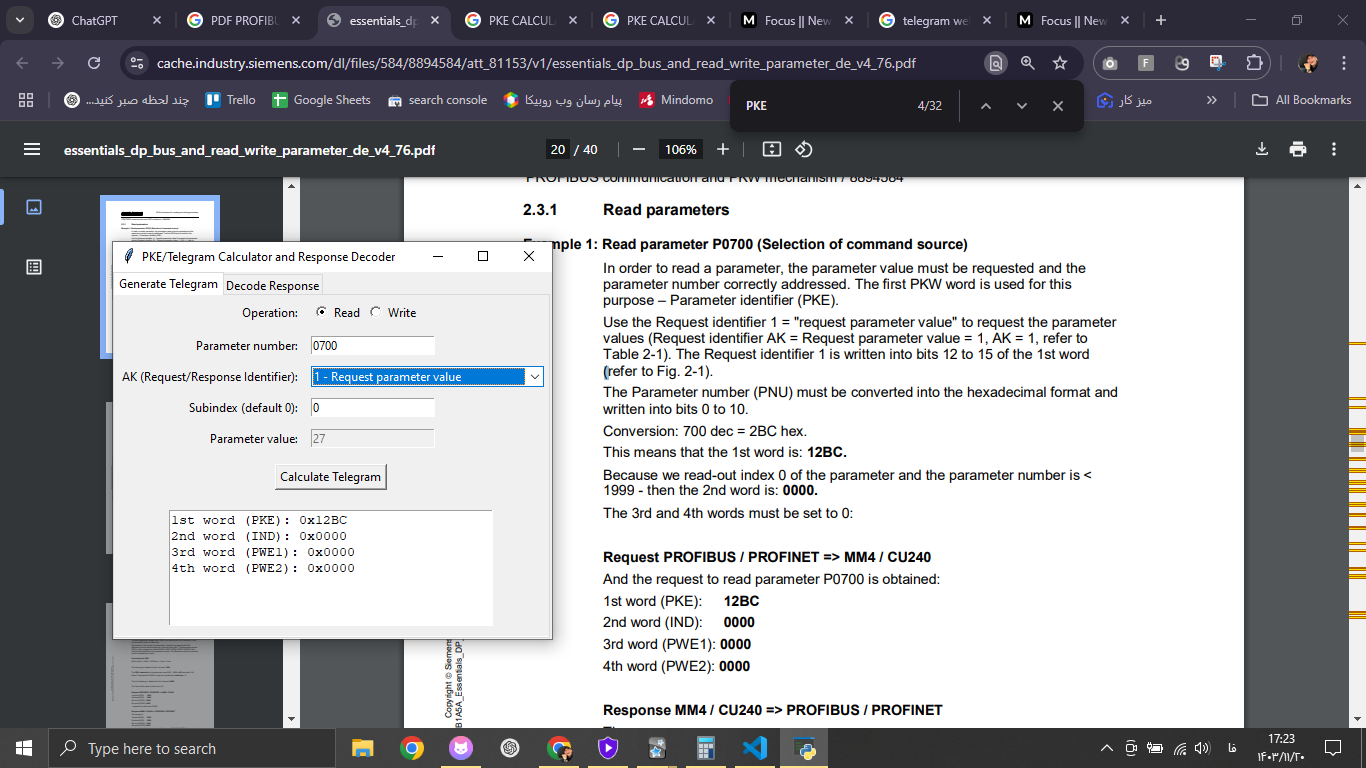 ChatGPT
PDF PROFIBU
essentials_dp
PKE CALCUL
PKE CALCUL
Focus || New
telegram we
Focus || New
cache.industry.siemens.com/dl/files/584/8894584/att_81153/v1/essentials_dp_bus_and_read_write_parameter_de_v4_76.pdf
چند لحظه صبر کنید...
Trello
Google Sheets
search console
پیام رسان وب روبیکا
Mindomo
میز کار
»
All Bookmarks
PKE
4/32
essentials_dp_bus_and_read_write_parameter_de_v4_76.pdf
20 / 40
106%
PROFIBUS communication and PKW mechanism / 8894584
2.3.1 Read parameters
mple 1: Read parameter P0700 (Selection of command source)
In order to read a parameter, the parameter value must be requested and the
parameter number correctly addressed. The first PKW word is used for this
purpose – Parameter identifier (PKE).
Use the Request identifier 1 = "request parameter value" to request the parameter
values (Request identifier AK = Request parameter value = 1, AK = 1, refer to
Table 2-1). The Request identifier 1 is written into bits 12 to 15 of the 1st word
(refer to Fig. 2-1).
The Parameter number (PNU) must be converted into the hexadecimal format and
written into bits 0 to 10.
Conversion: 700 dec = 2BC hex.
This means that the 1st word is: 12BC.
Because we read-out index 0 of the parameter and the parameter number is <
1999 - then the 2nd word is: 0000.
The 3rd and 4th words must be set to 0:
Request PROFIBUS / PROFINET => MM4 / CU240
And the request to read parameter P0700 is obtained:
1st word (PKE): 12BC
2nd word (IND): 0000
3rd word (PWE1): 0000
4th word (PWE2): 0000
Response MM4 / CU240 => PROFIBUS / PROFINET
Copyright © Siemens
B1A5A_Essentials_DP_
PKE/Telegram Calculator and Response Decoder
Generate Telegram
Decode Response
Operation: Read Write
Parameter number: 0700
AK (Request/Response Identifier): 1 - Request parameter value
Subindex (default 0): 0
Parameter value: 27
Calculate Telegram
1st word (PKE): 0x12BC
2nd word (IND): 0x0000
3rd word (PWE1): 0x0000
4th word (PWE2): 0x0000
Type here to search
فا
17:23
۱۴۰۳/۱۱/۲۰